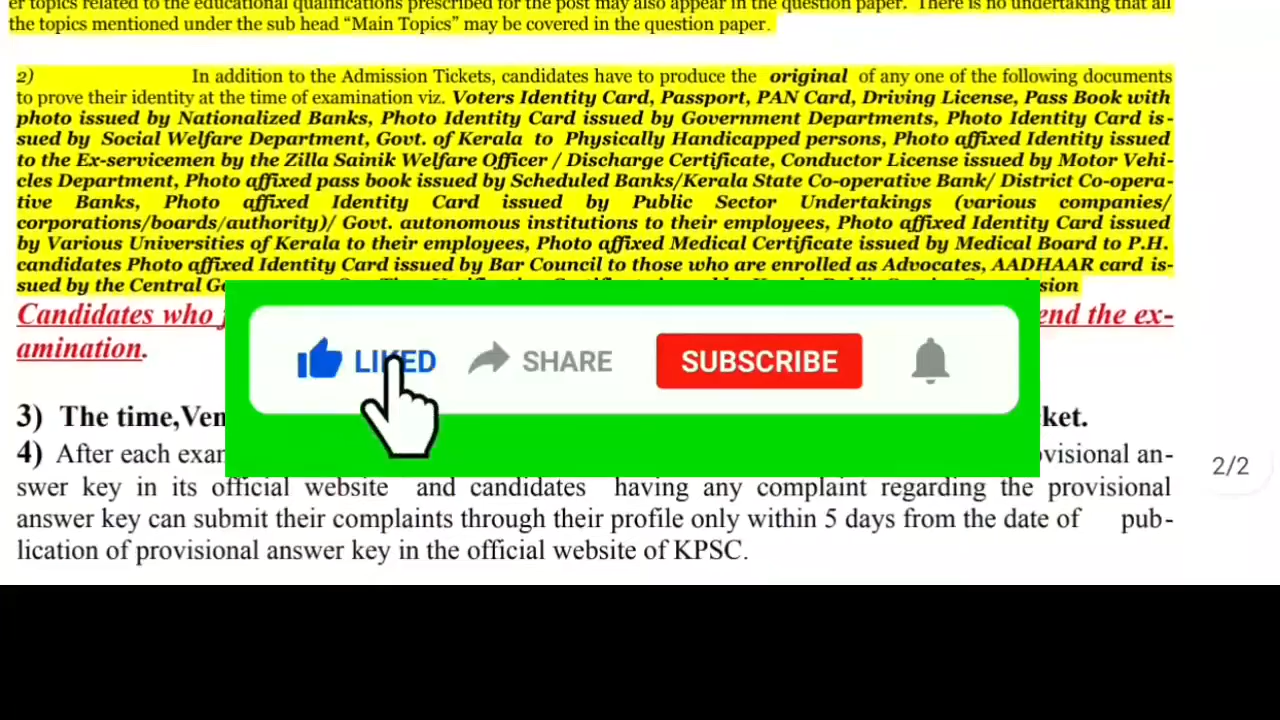 er topics related to the educational qualifications prescribed for the post may also appear in the question paper. There is no undertaking that all
the topics mentioned under the sub head “Main Topics” may be covered in the question paper.
2) In addition to the Admission Tickets, candidates have to produce the original of any one of the following documents
to prove their identity at the time of examination viz. Voters Identity Card, Passport, PAN Card, Driving License, Pass Book with
photo issued by Nationalized Banks, Photo Identity Card issued by Government Departments, Photo Identity Card is-
sued by Social Welfare Department, Govt. of Kerala to Physically Handicapped persons, Photo affixed Identity issued
to the Ex-servicemen by the Zilla Sainik Welfare Officer / Discharge Certificate, Conductor License issued by Motor Vehi-
cles Department, Photo affixed pass book issued by Scheduled Banks/Kerala State Co-operative Bank/ District Co-opera-
tive Banks, Photo affixed Identity Card issued by Public Sector Undertakings (various companies/
corporations/boards/authority)/ Govt. autonomous institutions to their employees, Photo affixed Identity Card issued
by Various Universities of Kerala to their employees, Photo affixed Medical Certificate issued by Medical Board to P.H.
candidates Photo affixed Identity Card issued by Bar Council to those who are enrolled as Advocates, AADHAAR card is-
sued by the Central sion
Candidates who end the ex-
amination.
LIKED SHARE SUBSCRIBE
3) The time,Ven ket.
4) After each exa visional an-
swer key in its official website and candidates having any complaint regarding the provisional
answer key can submit their complaints through their profile only within 5 days from the date of pub-
lication of provisional answer key in the official website of KPSC.
2/2